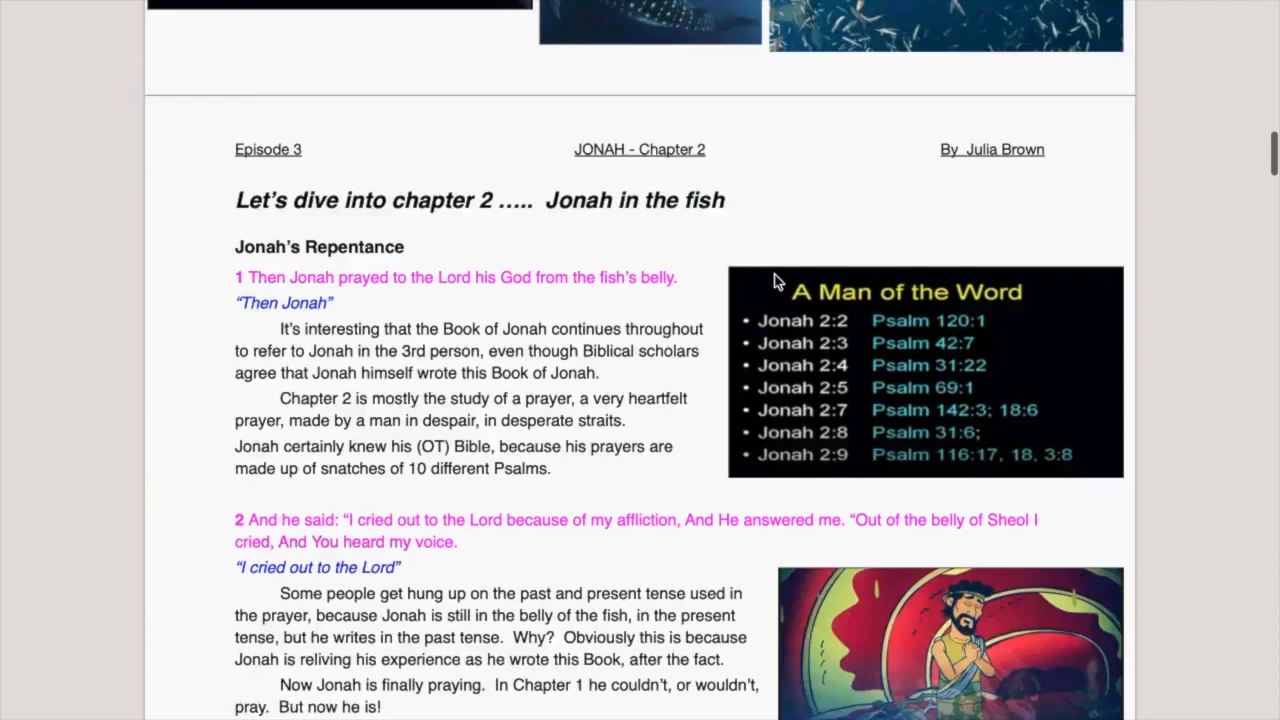 Episode 3
JONAH - Chapter 2
By Julia Brown
Let's dive into chapter 2 ..... Jonah in the fish
Jonah's Repentance
1 Then Jonah prayed to the Lord his God from the fish's belly.
“Then Jonah”
It's interesting that the Book of Jonah continues throughout
to refer to Jonah in the 3rd person, even though Biblical scholars
agree that Jonah himself wrote this Book of Jonah.
Chapter 2 is mostly the study of a prayer, a very heartfelt
prayer, made by a man in despair, in desperate straits.
Jonah certainly knew his (OT) Bible, because his prayers are
made up of snatches of 10 different Psalms.
A Man of the Word
• Jonah 2:2 Psalm 120:1
• Jonah 2:3 Psalm 42:7
• Jonah 2:4 Psalm 31:22
• Jonah 2:5 Psalm 69:1
• Jonah 2:7 Psalm 142:3; 18:6
• Jonah 2:8 Psalm 31:6;
• Jonah 2:9 Psalm 116:17, 18, 3:8
2 And he said: “I cried out to the Lord because of my affliction, And He answered me. “Out of the belly of Sheol I
cried, And You heard my voice.
“I cried out to the Lord”
Some people get hung up on the past and present tense used in
the prayer, because Jonah is still in the belly of the fish, in the present
tense, but he writes in the past tense. Why? Obviously this is because
Jonah is reliving his experience as he wrote this Book, after the fact.
Now Jonah is finally praying. In Chapter 1 he couldn't, or wouldn't,
pray. But now he is!